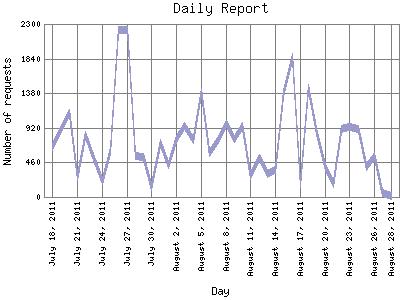 Daily Report
Number of requests
2300
1840
1380
920
460
0
July 18, 2011
July 21, 2011
July 24, 2011
July 27, 2011
July 30, 2011
August 2, 2011
August 5, 2011
August 8, 2011
August 11, 2011
August 14, 2011
August 17, 2011
August 20, 2011
August 23, 2011
August 26, 2011
August 28, 2011
Day